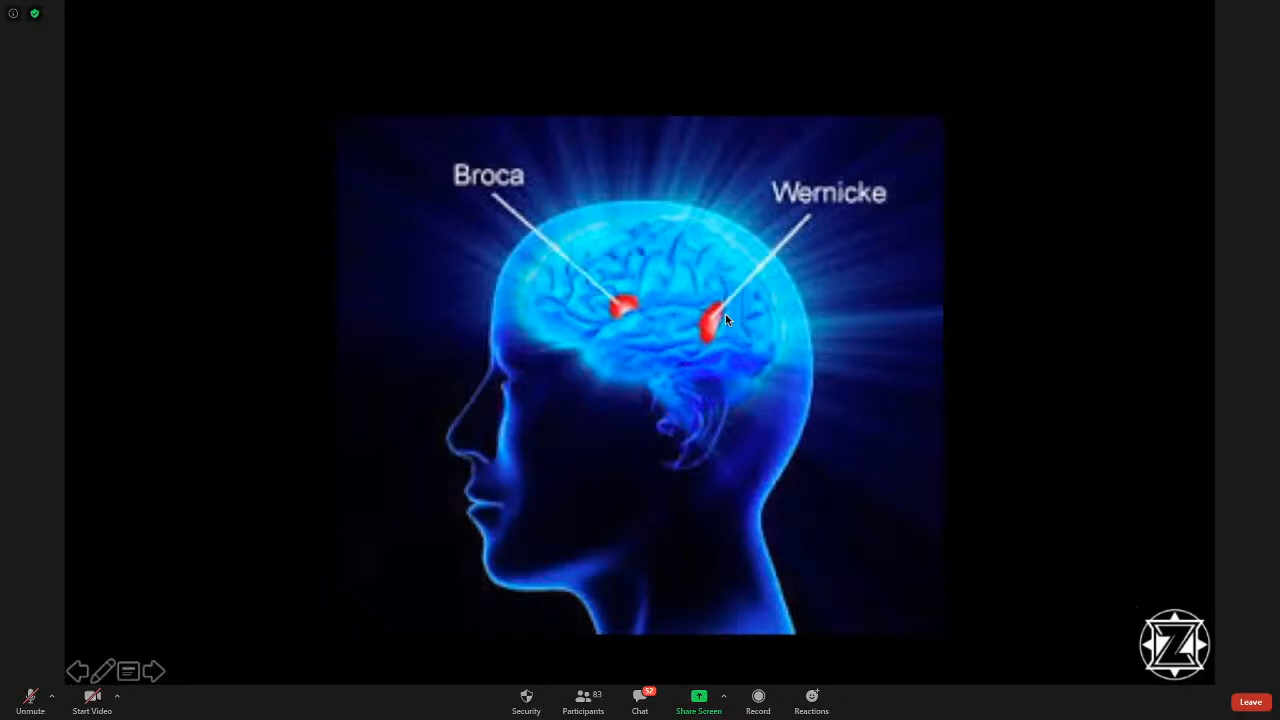 Broca
Wernicke
Unmute
Start Video
Security
83
Participants
52
Chat
Share Screen
Record
Reactions
Leave
Z